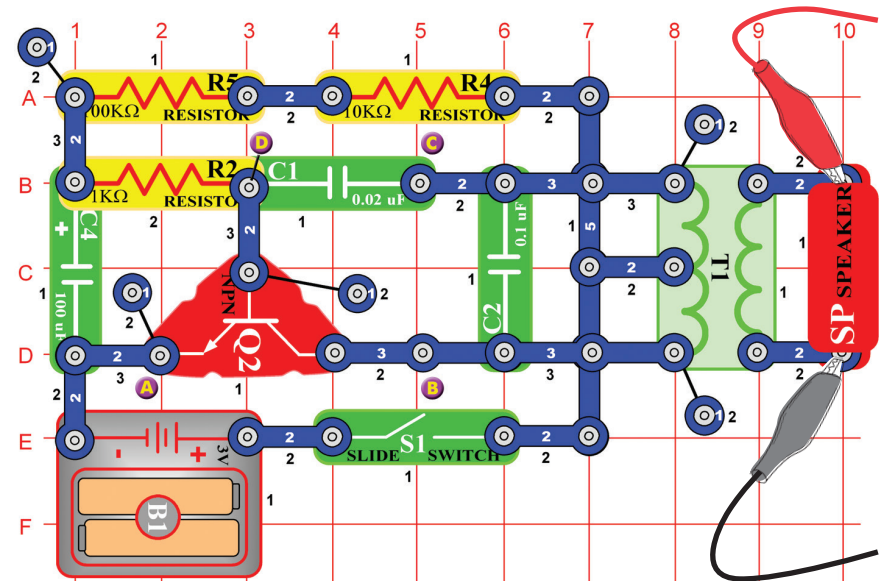 1 2 3 4 5 6 7 8 9 10
1
2
1
1
2
A
R5
100KΩ
RESISTOR
2
2
R4
10KΩ
RESISTOR
2
2
1 2
3
2
D
C
B
R2
1KΩ
RESISTOR
2
C1
0.02 uF
1
2
2
3
3
2
2
C4
+
100 uF
1
3
2
0.1 uF
C2
1
1
5
T1
1
SP SPEAKER
1
C
1
2
NPN
Q2
1
1 2
2
2
D
2
3
A
3
2
B
3
1
2
2
1 2
2
2
E
- +
3V
B1
1
2
2
S1
SLIDE SWITCH
1
2
2
F